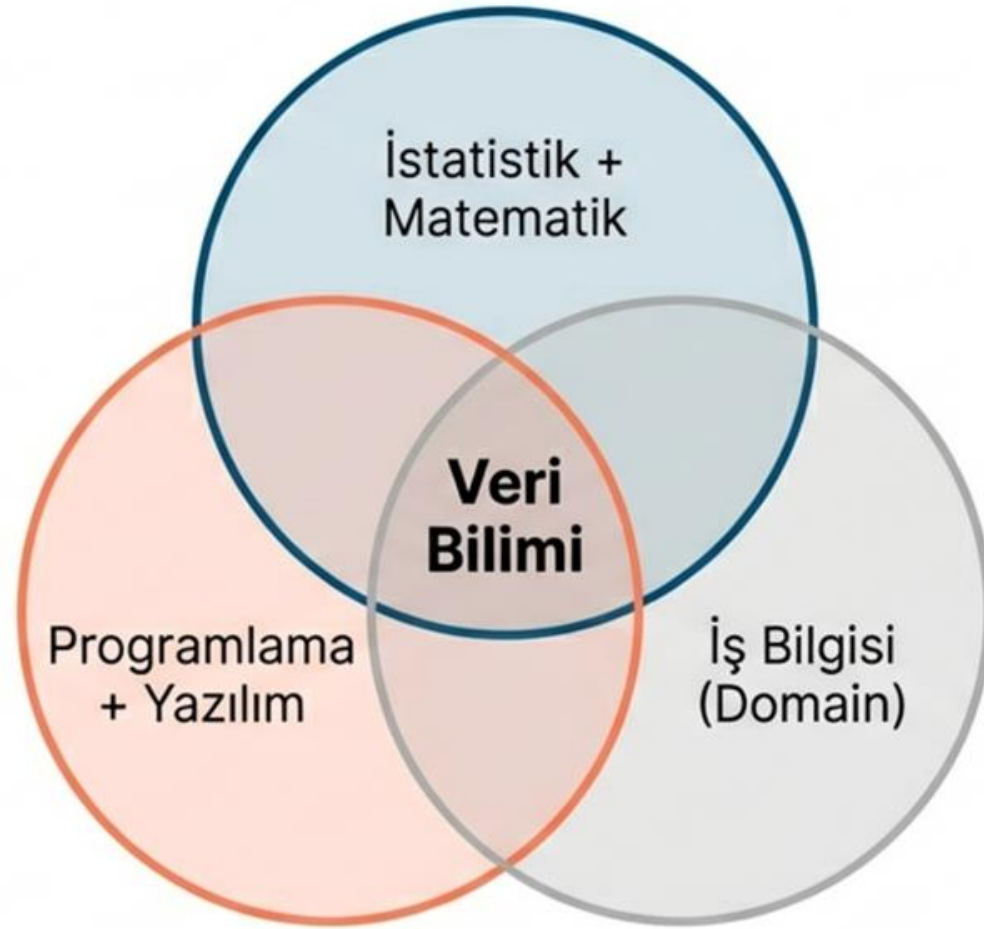 İstatistik +
Matematik
Veri
Bilimi
Programlama
+ Yazılım
İş Bilgisi
(Domain)